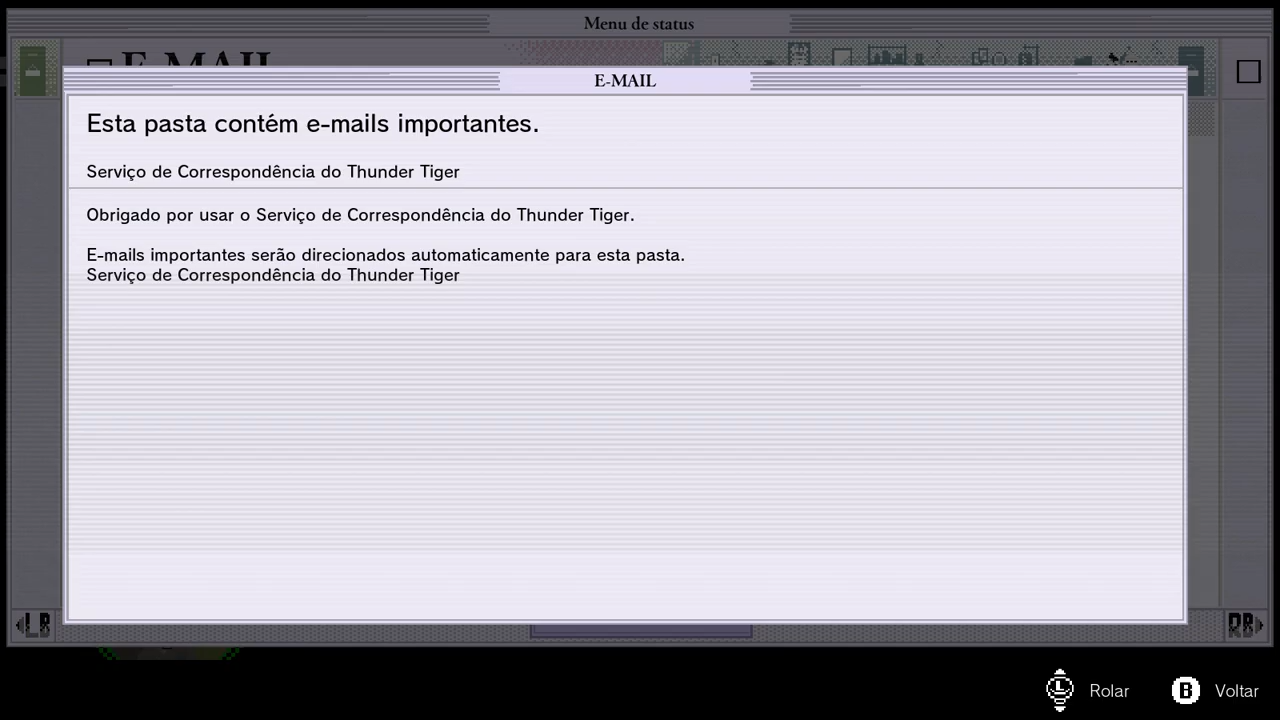 Menu de status
E-MAIL
E-MAIL
Esta pasta contém e-mails importantes.
Serviço de Correspondência do Thunder Tiger
Obrigado por usar o Serviço de Correspondência do Thunder Tiger.
E-mails importantes serão direcionados automaticamente para esta pasta.
Serviço de Correspondência do Thunder Tiger
LB
RB
L
Rolar
B
Voltar